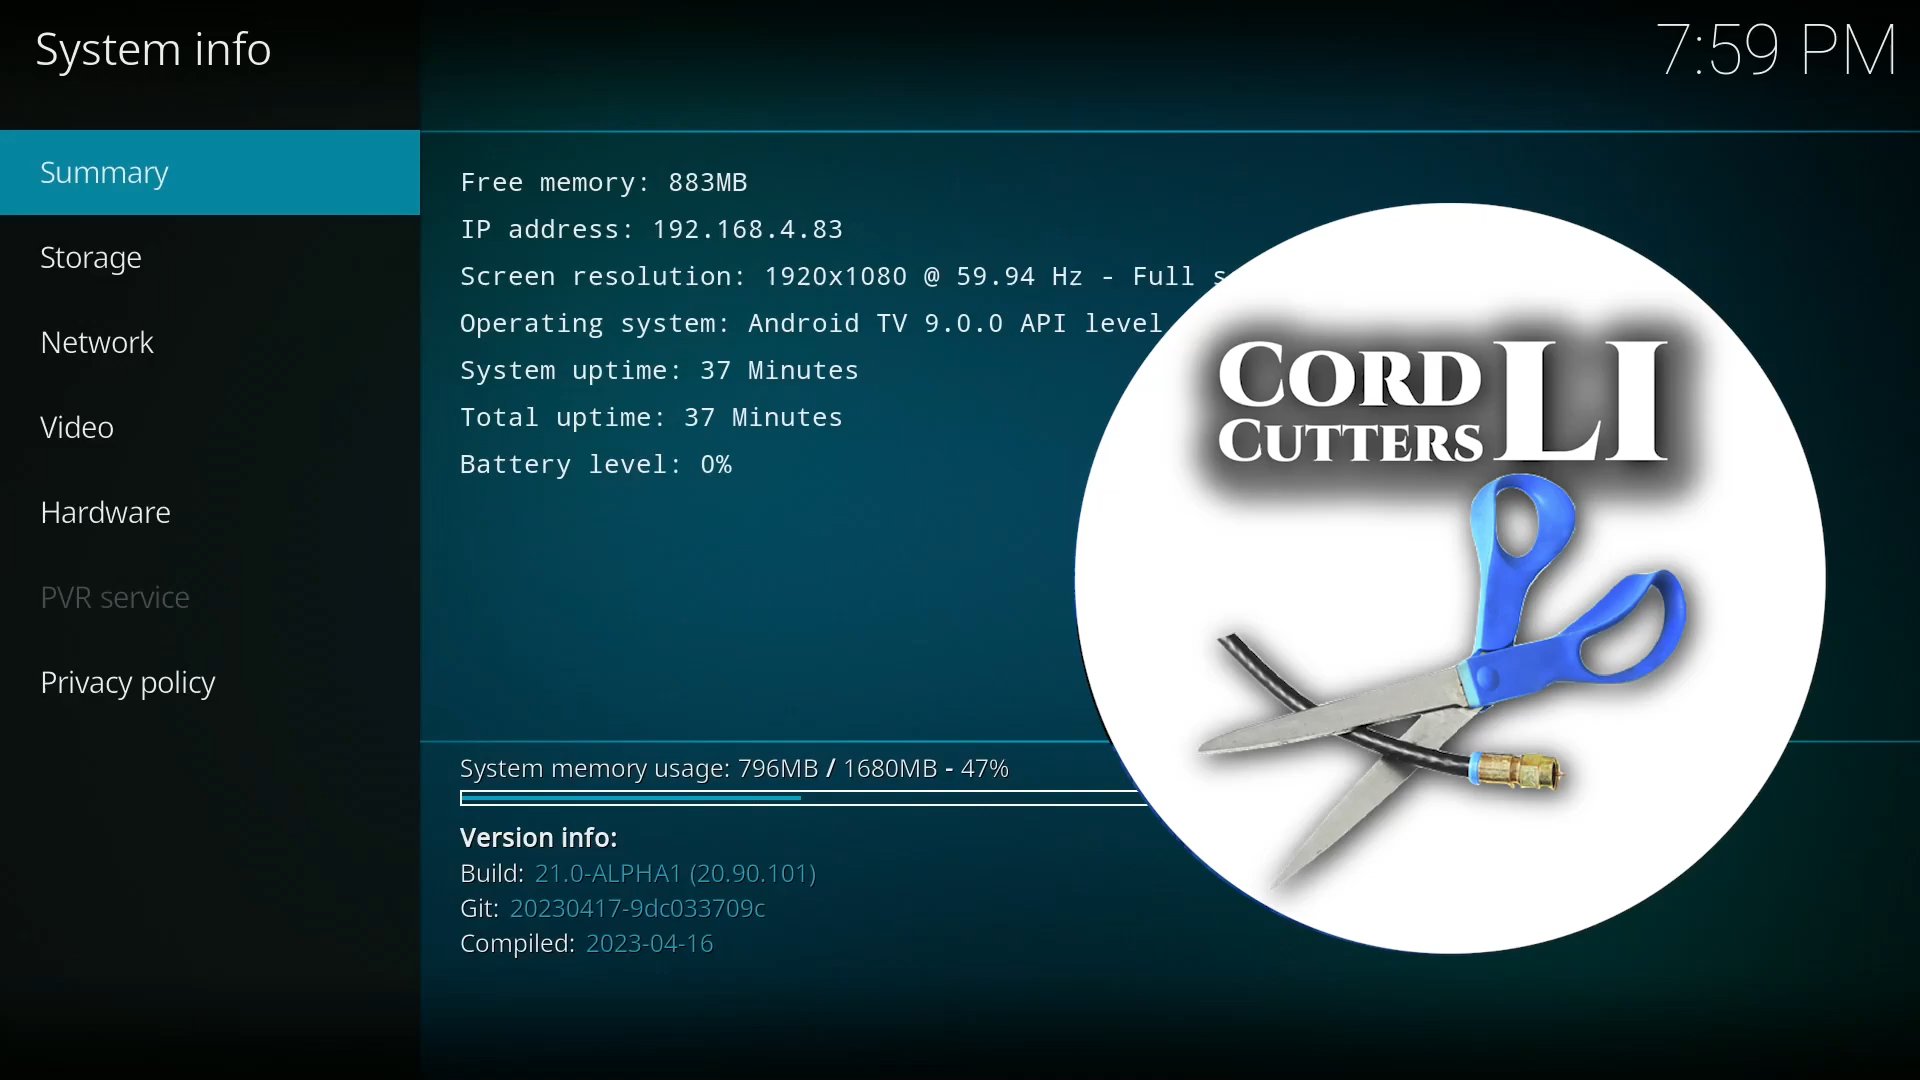 System info
7:59 PM
Summary
Storage
Network
Video
Hardware
PVR service
Privacy policy
Free memory: 883MB
IP address: 192.168.4.83
Screen resolution: 1920x1080 @ 59.94 Hz - Full
Operating system: Android TV 9.0.0 API level
System uptime: 37 Minutes
Total uptime: 37 Minutes
Battery level: 0%
CORD
CUTTERS LI
System memory usage: 796MB / 1680MB - 47%
Version info:
Build: 21.0-ALPHA1 (20.90.101)
Git: 20230417-9dc033709c
Compiled: 2023-04-16